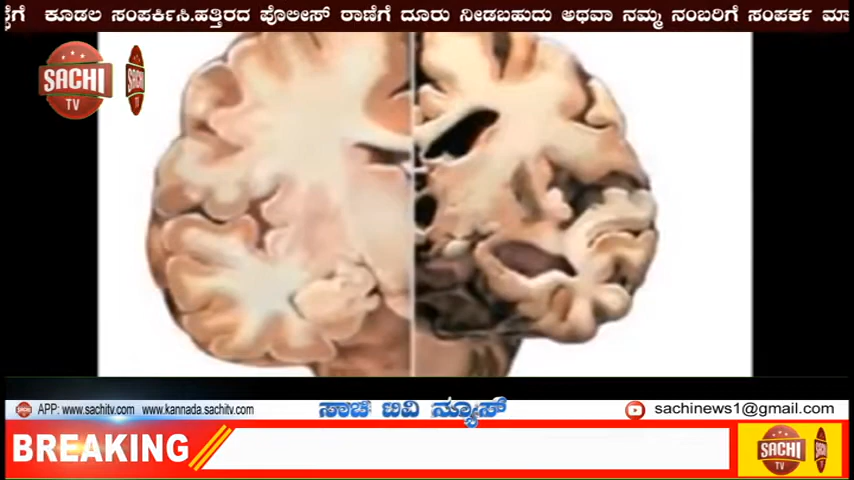 ಕೂಡಲ ಸಂಪರ್ಕಿಸಿ.ಹತ್ತಿರದ ಪೊಲೀಸ್ ಠಾಣೆಗೆ ದೂರು ನೀಡಬಹುದು ಅಥವಾ ನಮ್ಮ ನಂಬರಿಗೆ ಸಂಪರ್ಕ
SACHI
TV
APP: www.sachitv.com www.kannada.sachitv.com
ಸಾಚಿ ಟಿವಿ ನ್ಯೂಸ್
sachinews1@gmail.com
BREAKING
SACHI
TV